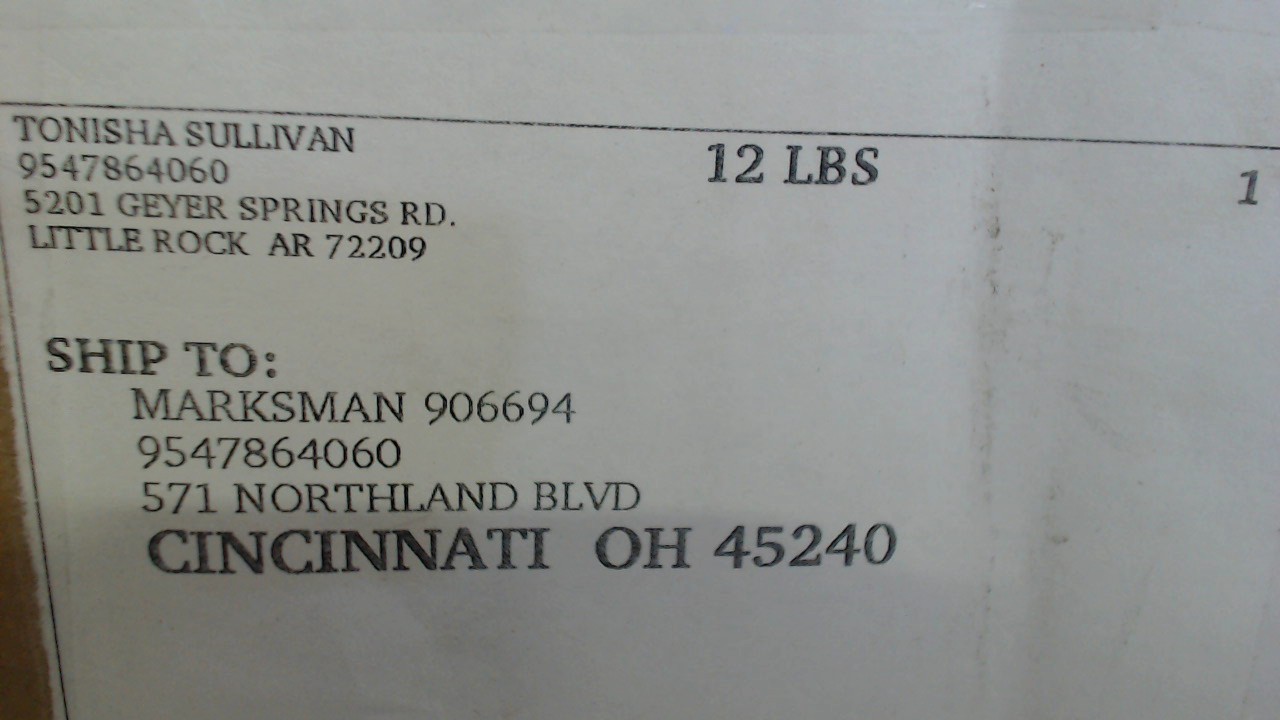 TONISHA SULLIVAN
9547864060
5201 GEYER SPRINGS RD.
LITTLE ROCK AR 72209
12 LBS
1
SHIP TO:
MARKSMAN 906694
9547864060
571 NORTHLAND BLVD
CINCINNATI OH 45240